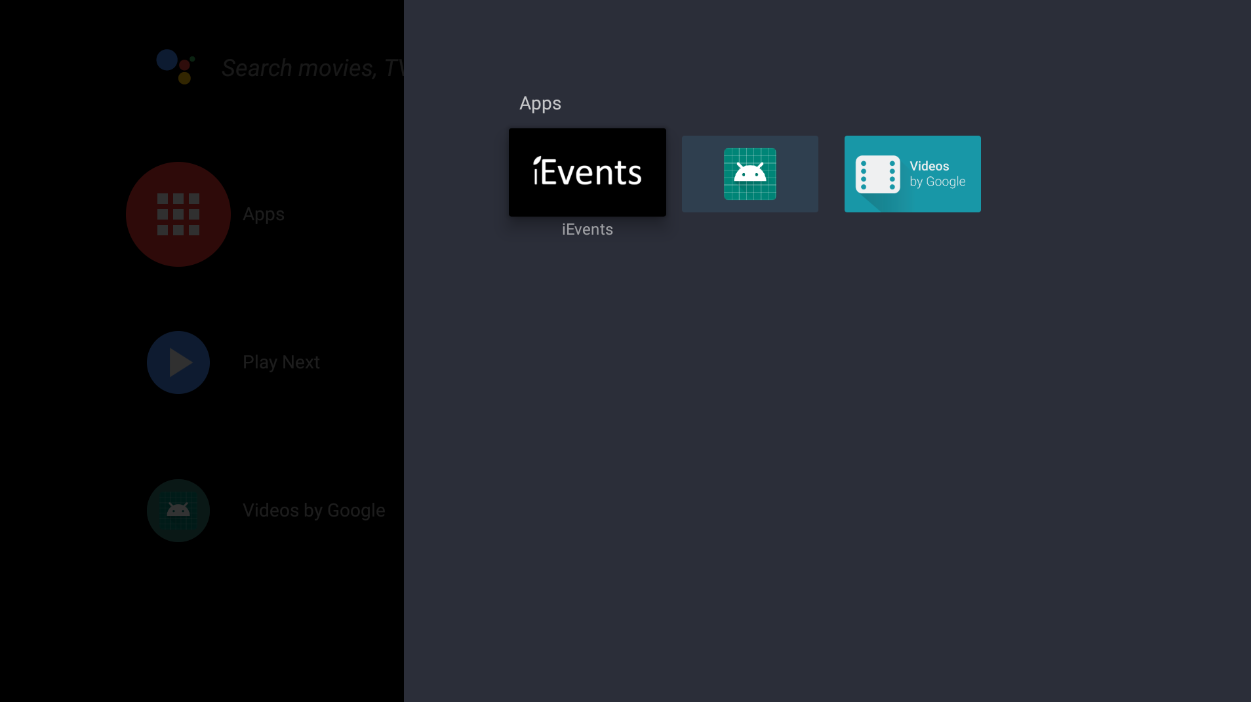 Search movies, TV
Apps
Play Next
Videos by Google
Apps
iEvents
iEvents
Videos
by Google